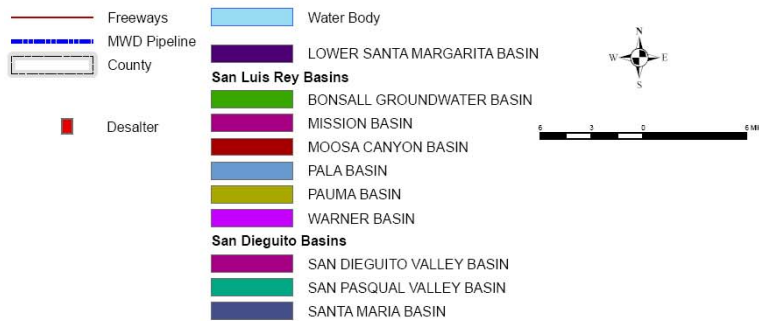 Freeways
MWD Pipeline
County
Desalter
Water Body
LOWER SANTA MARGARITA BASIN
San Luis Rey Basins
BONSALL GROUNDWATER BASIN
MISSION BASIN
MOOSA CANYON BASIN
PALA BASIN
PAUMA BASIN
WARNER BASIN
San Dieguito Basins
SAN DIEGUITO VALLEY BASIN
SAN PASQUAL VALLEY BASIN
SANTA MARIA BASIN
N
W E
S
6 3 0 6 Mil